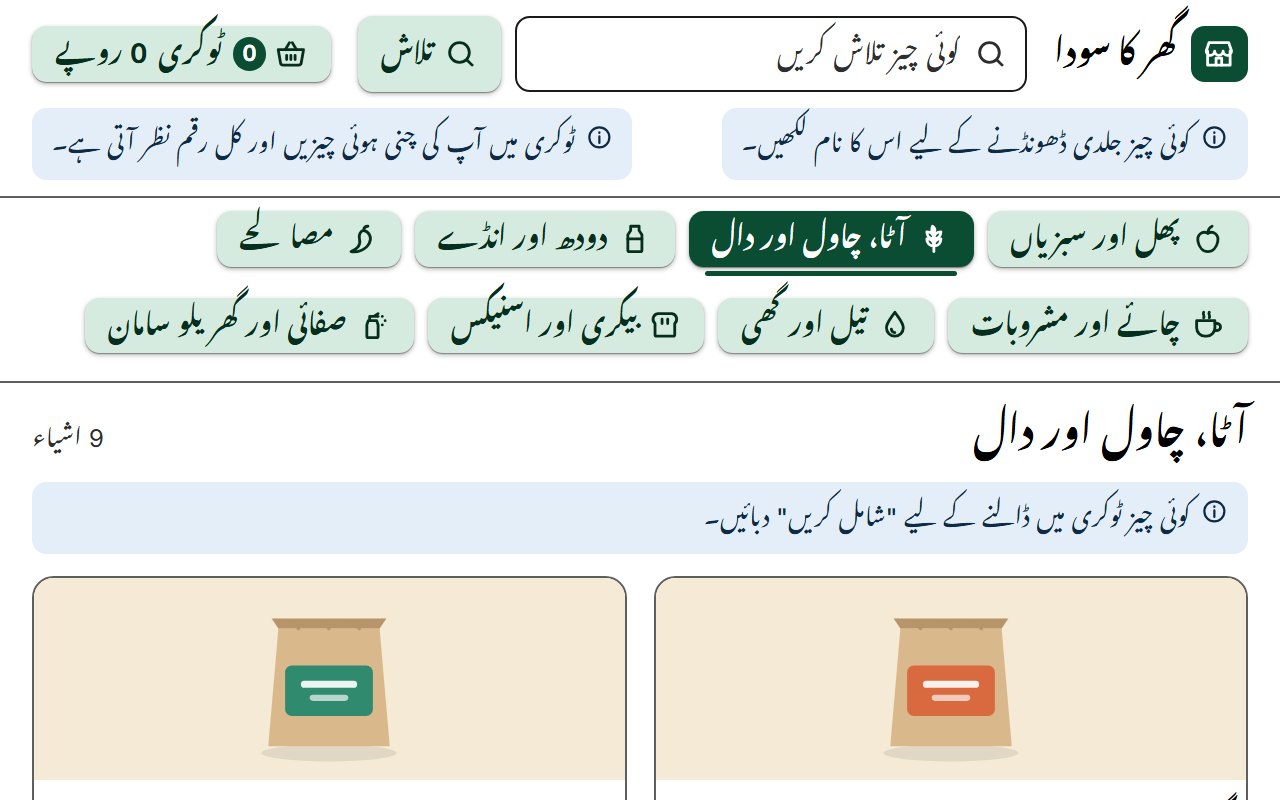 گھر کا سودا
کوئی چیز تلاش کریں
تلاش
0 ٹوکری 0 روپے
کوئی چیز جلدی ڈھونڈنے کے لیے اس کا نام لکھیں۔
ٹوکری میں آپ کی چنی ہوئی چیزیں اور کل رقم نظر آتی ہے۔
پھل اور سبزیاں
آٹا، چاول اور دال
دودھ اور انڈے
مصالحے
چائے اور مشروبات
تیل اور گھی
بیکری اور اسنیکس
صفائی اور گھریلو سامان
آٹا، چاول اور دال
9 اشیاء
کوئی چیز ٹوکری میں ڈالنے کے لیے "شامل کریں" دبائیں۔